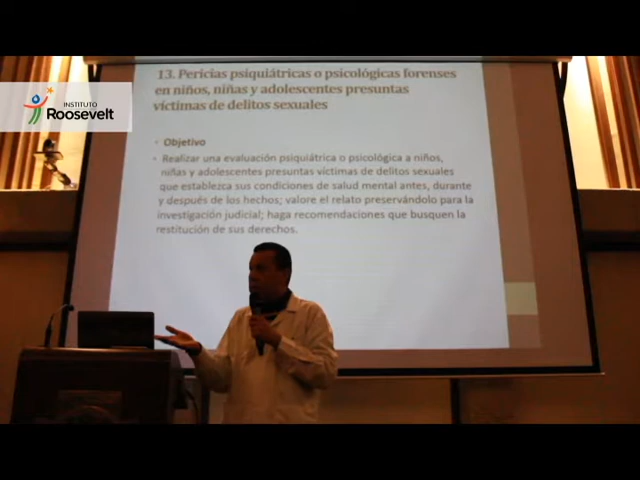 INSTITUTO
Roosevelt
13. Pericias psiquiátricas o psicológicas forenses
en niños, niñas y adolescentes presuntas
víctimas de delitos sexuales
• Objetivo
• Realizar una evaluación psiquiátrica o psicológica a niños,
niñas y adolescentes presuntas víctimas de delitos sexuales
que establezca sus condiciones de salud mental antes, durante
y después de los hechos; valore el relato preservándolo para la
investigación judicial; haga recomendaciones que busquen la
restitución de sus derechos.